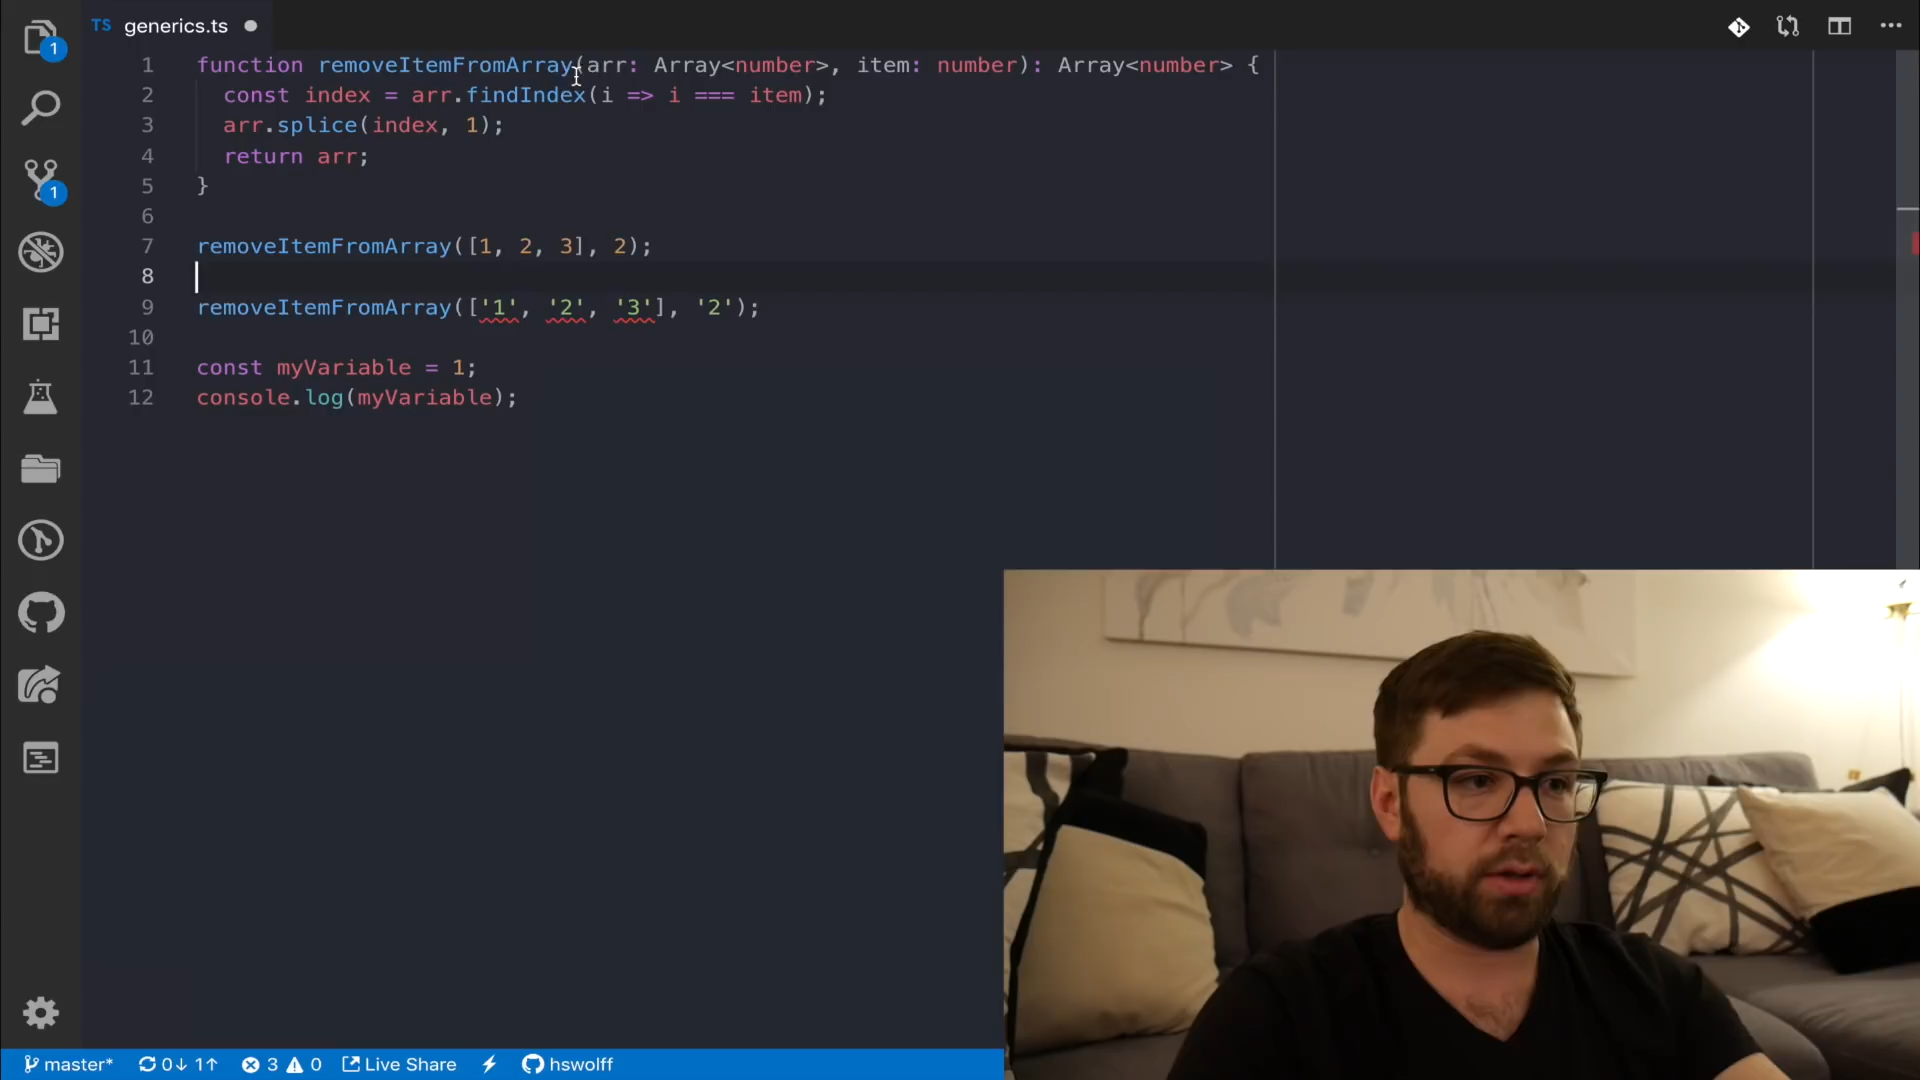 TS generics.ts
1 function removeItemFromArray(arr: Array<number>, item: number): Array<number> {
2 const index = arr.findIndex(i => i === item);
3 arr.splice(index, 1);
4 return arr;
5 }
6
7 removeItemFromArray([1, 2, 3], 2);
8
9 removeItemFromArray(['1', '2', '3'], '2');
10
11 const myVariable = 1;
12 console.log(myVariable);
1
1
master* 0↓ 1↑ 3 0 Live Share hswolff